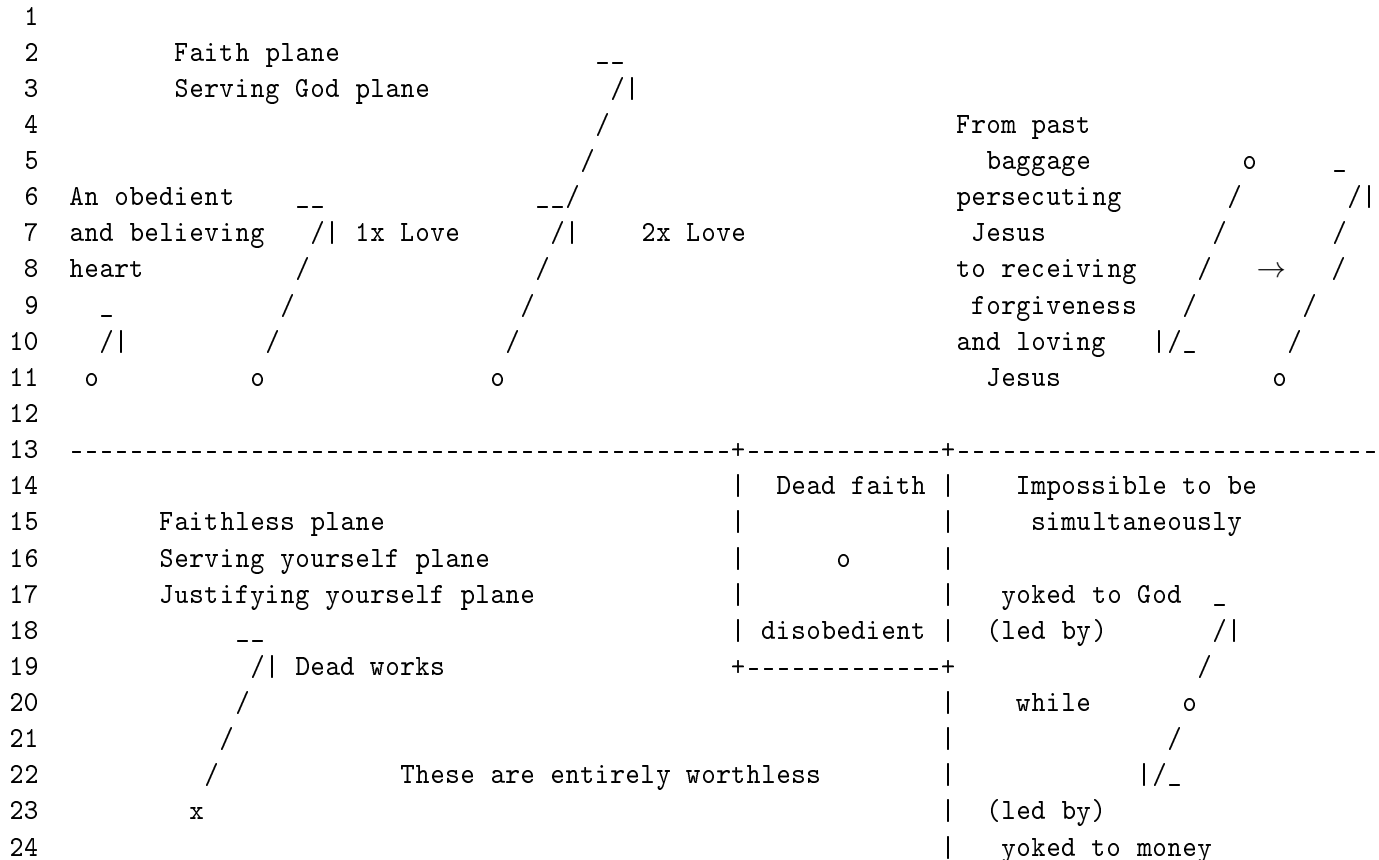 1
2         Faith plane                 __
3         Serving God plane            /|
4                                     /                       From past
5                                    /                          baggage          o     _
6  An obedient    __              __/                         persecuting       /       /|
7  and believing   /| 1x Love      /|    2x Love               Jesus           /       /
8  heart          /               /                           to receiving    /   →   /
9    _           /               /                             forgiveness   /       /
10   /|         /               /                             and loving   |/_      /
11  o          o               o                                Jesus              o
12
13 --------------------------------------------+-------------+----------------------------
14                                             |  Dead faith |    Impossible to be
15       Faithless plane                       |             |     simultaneously
16       Serving yourself plane                |      o      |
17       Justifying yourself plane             |             |   yoked to God  _
18            __                               | disobedient |  (led by)       /|
19             /| Dead works                   +-------------+                /
20            /                                              |    while      o
21           /                                               |              /
22          /            These are entirely worthless        |            |/_
23         x                                                 |  (led by)
24                                                           |   yoked to money